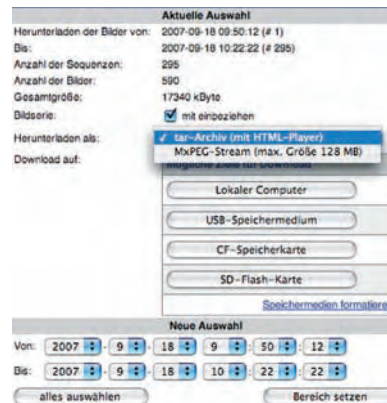 Aktuelle Auswahl
Herunterladen der Bilder von: 2007-09-18 09:50:12 (# 1)
Bis: 2007-09-18 10:22:22 (# 295)
Anzahl der Sequenzen: 295
Anzahl der Bilder: 590
Gesamtgröße: 17340 kByte
Bildserie: mit einbeziehen
Herunterladen als: ✓ tar-Archiv (mit HTML-Player)
MxPEG-Stream (max. Größe 128 MB)
Download auf: Mögliche Ziele für Download
Lokaler Computer
USB-Speichermedium
CF-Speicherkarte
SD-Flash-Karte
Speichermedien formatiere
Neue Auswahl
Von: 2007 - 9 - 18 9 : 50 : 12
Bis: 2007 - 9 - 18 10 : 22 : 22
alles auswählen Bereich setzen